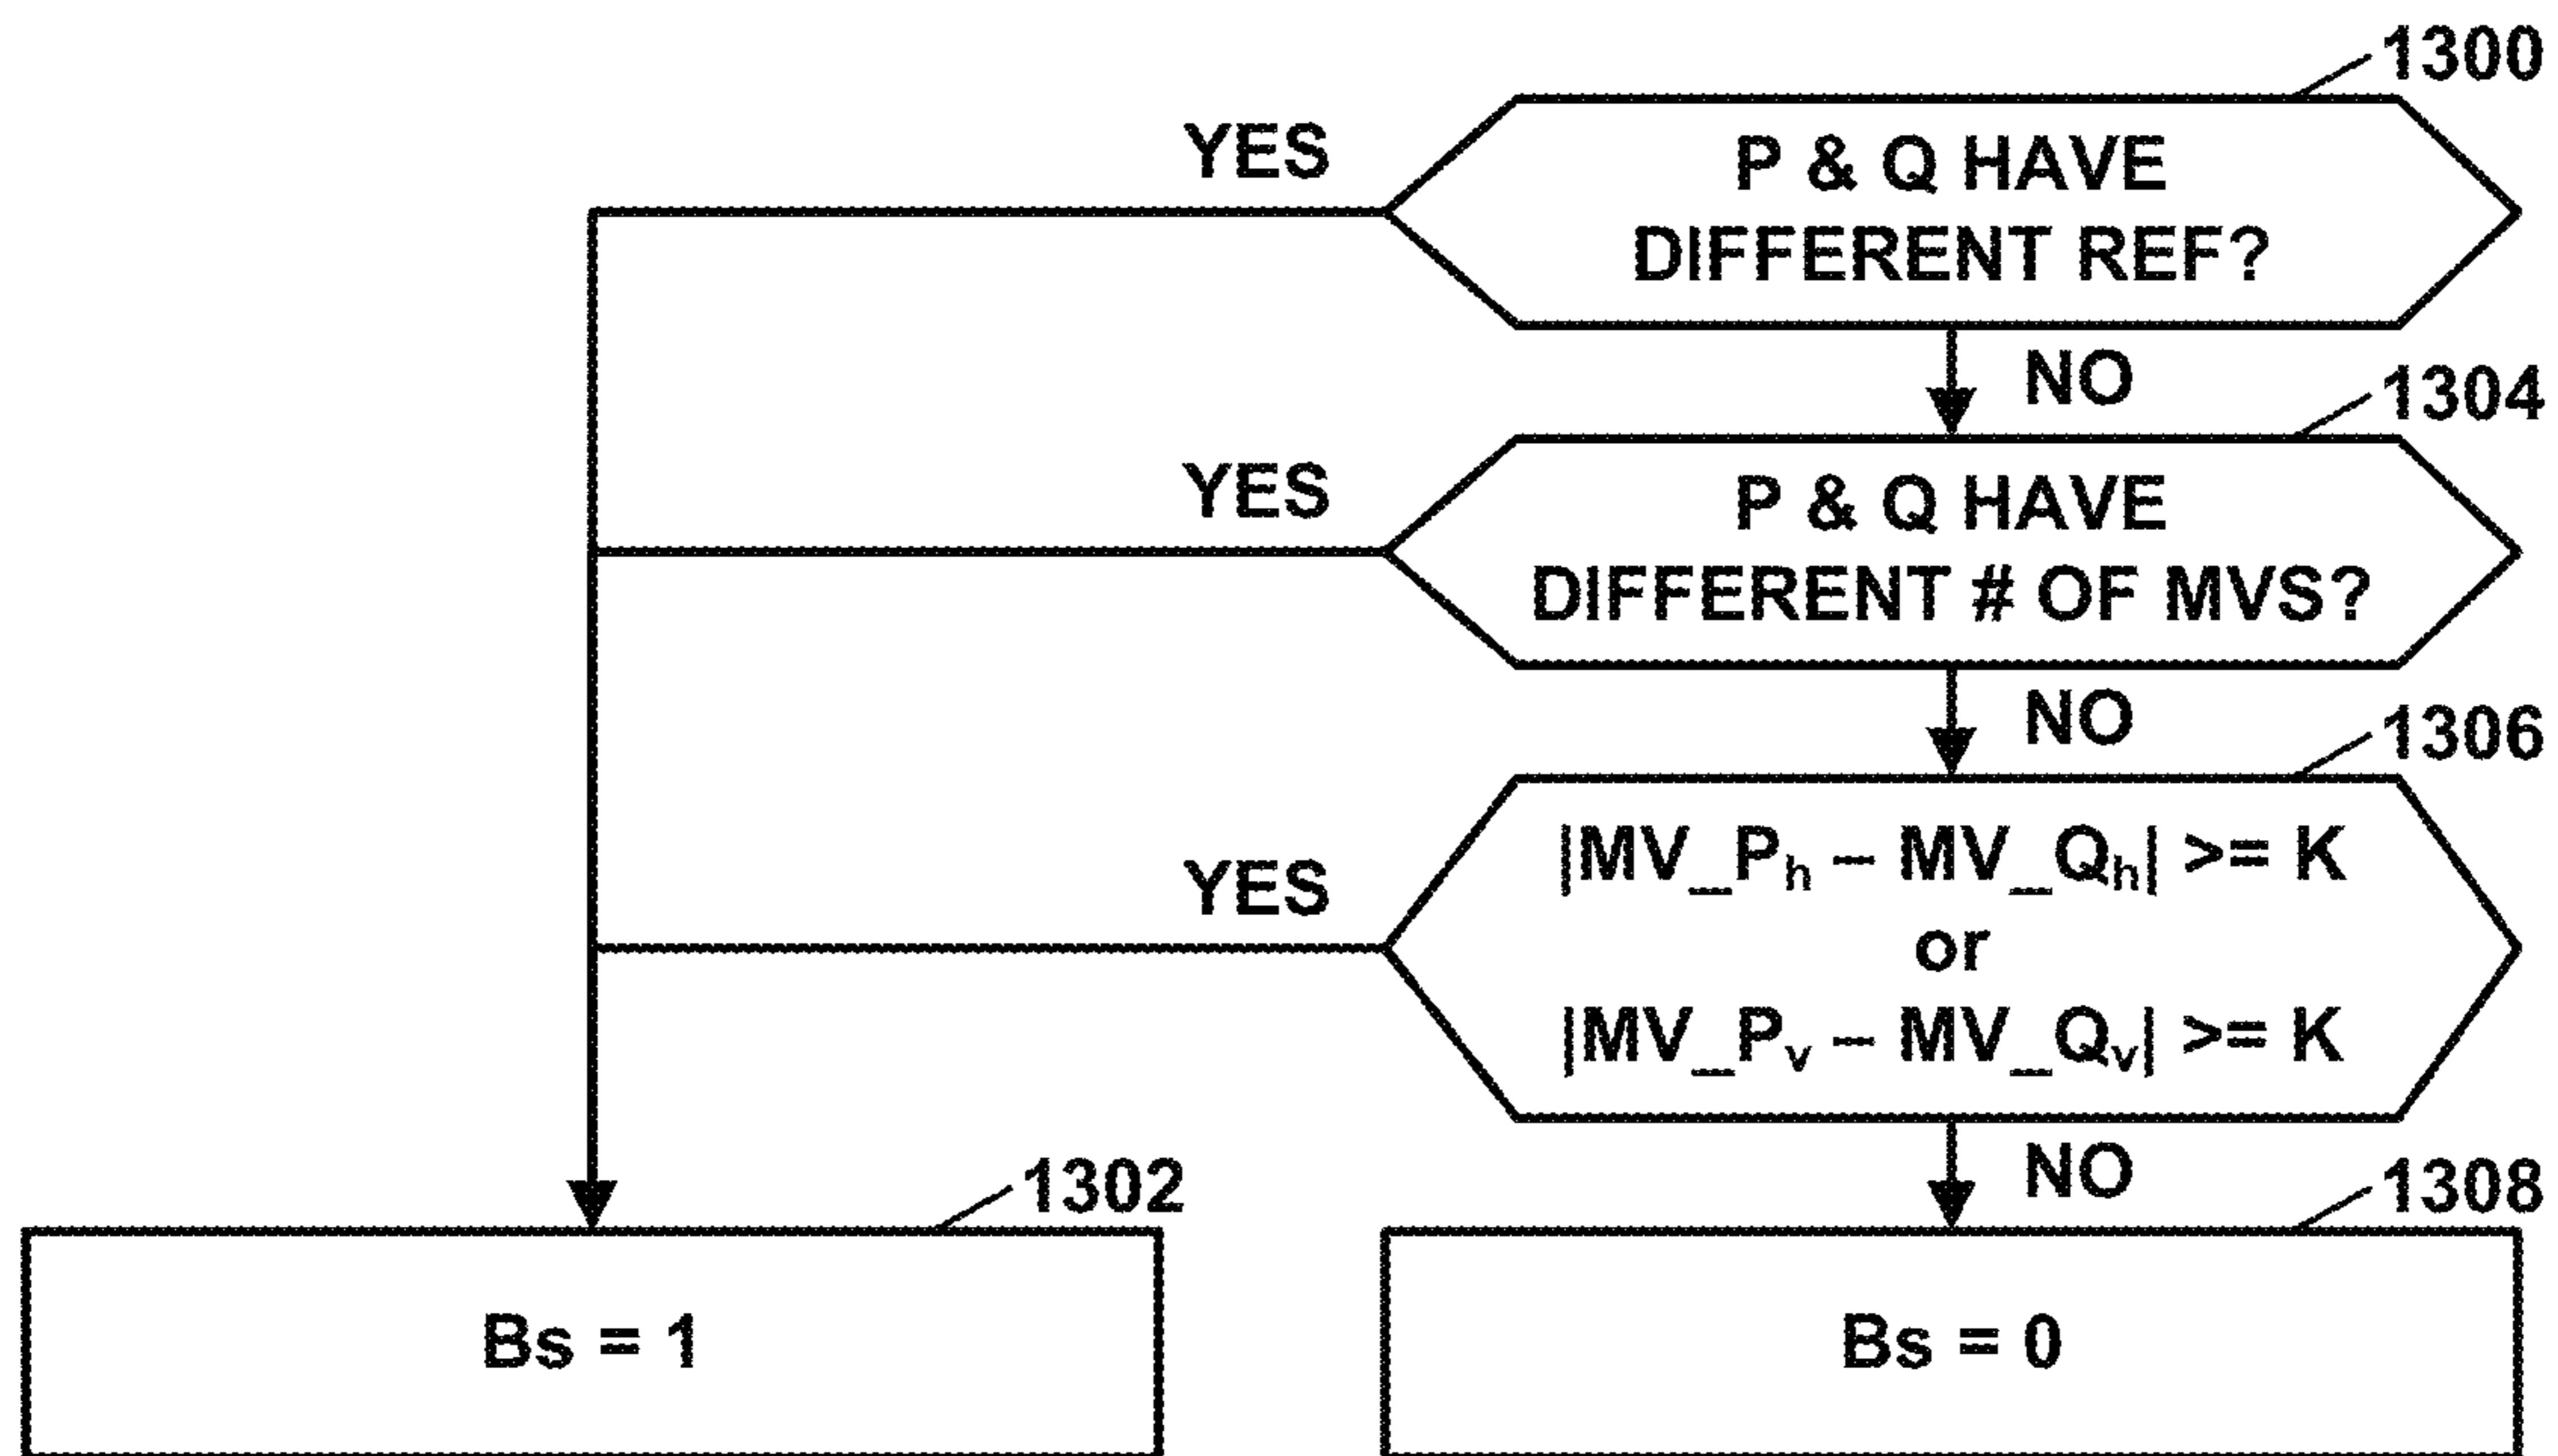 1300
YES
P & Q HAVE
DIFFERENT REF?
NO
1304
YES
P & Q HAVE
DIFFERENT # OF MVS?
NO
1306
YES
|MV_Ph – MV_Qh| >= K
or
|MV_Pv – MV_Qv| >= K
NO
1302
1308
Bs = 1
Bs = 0